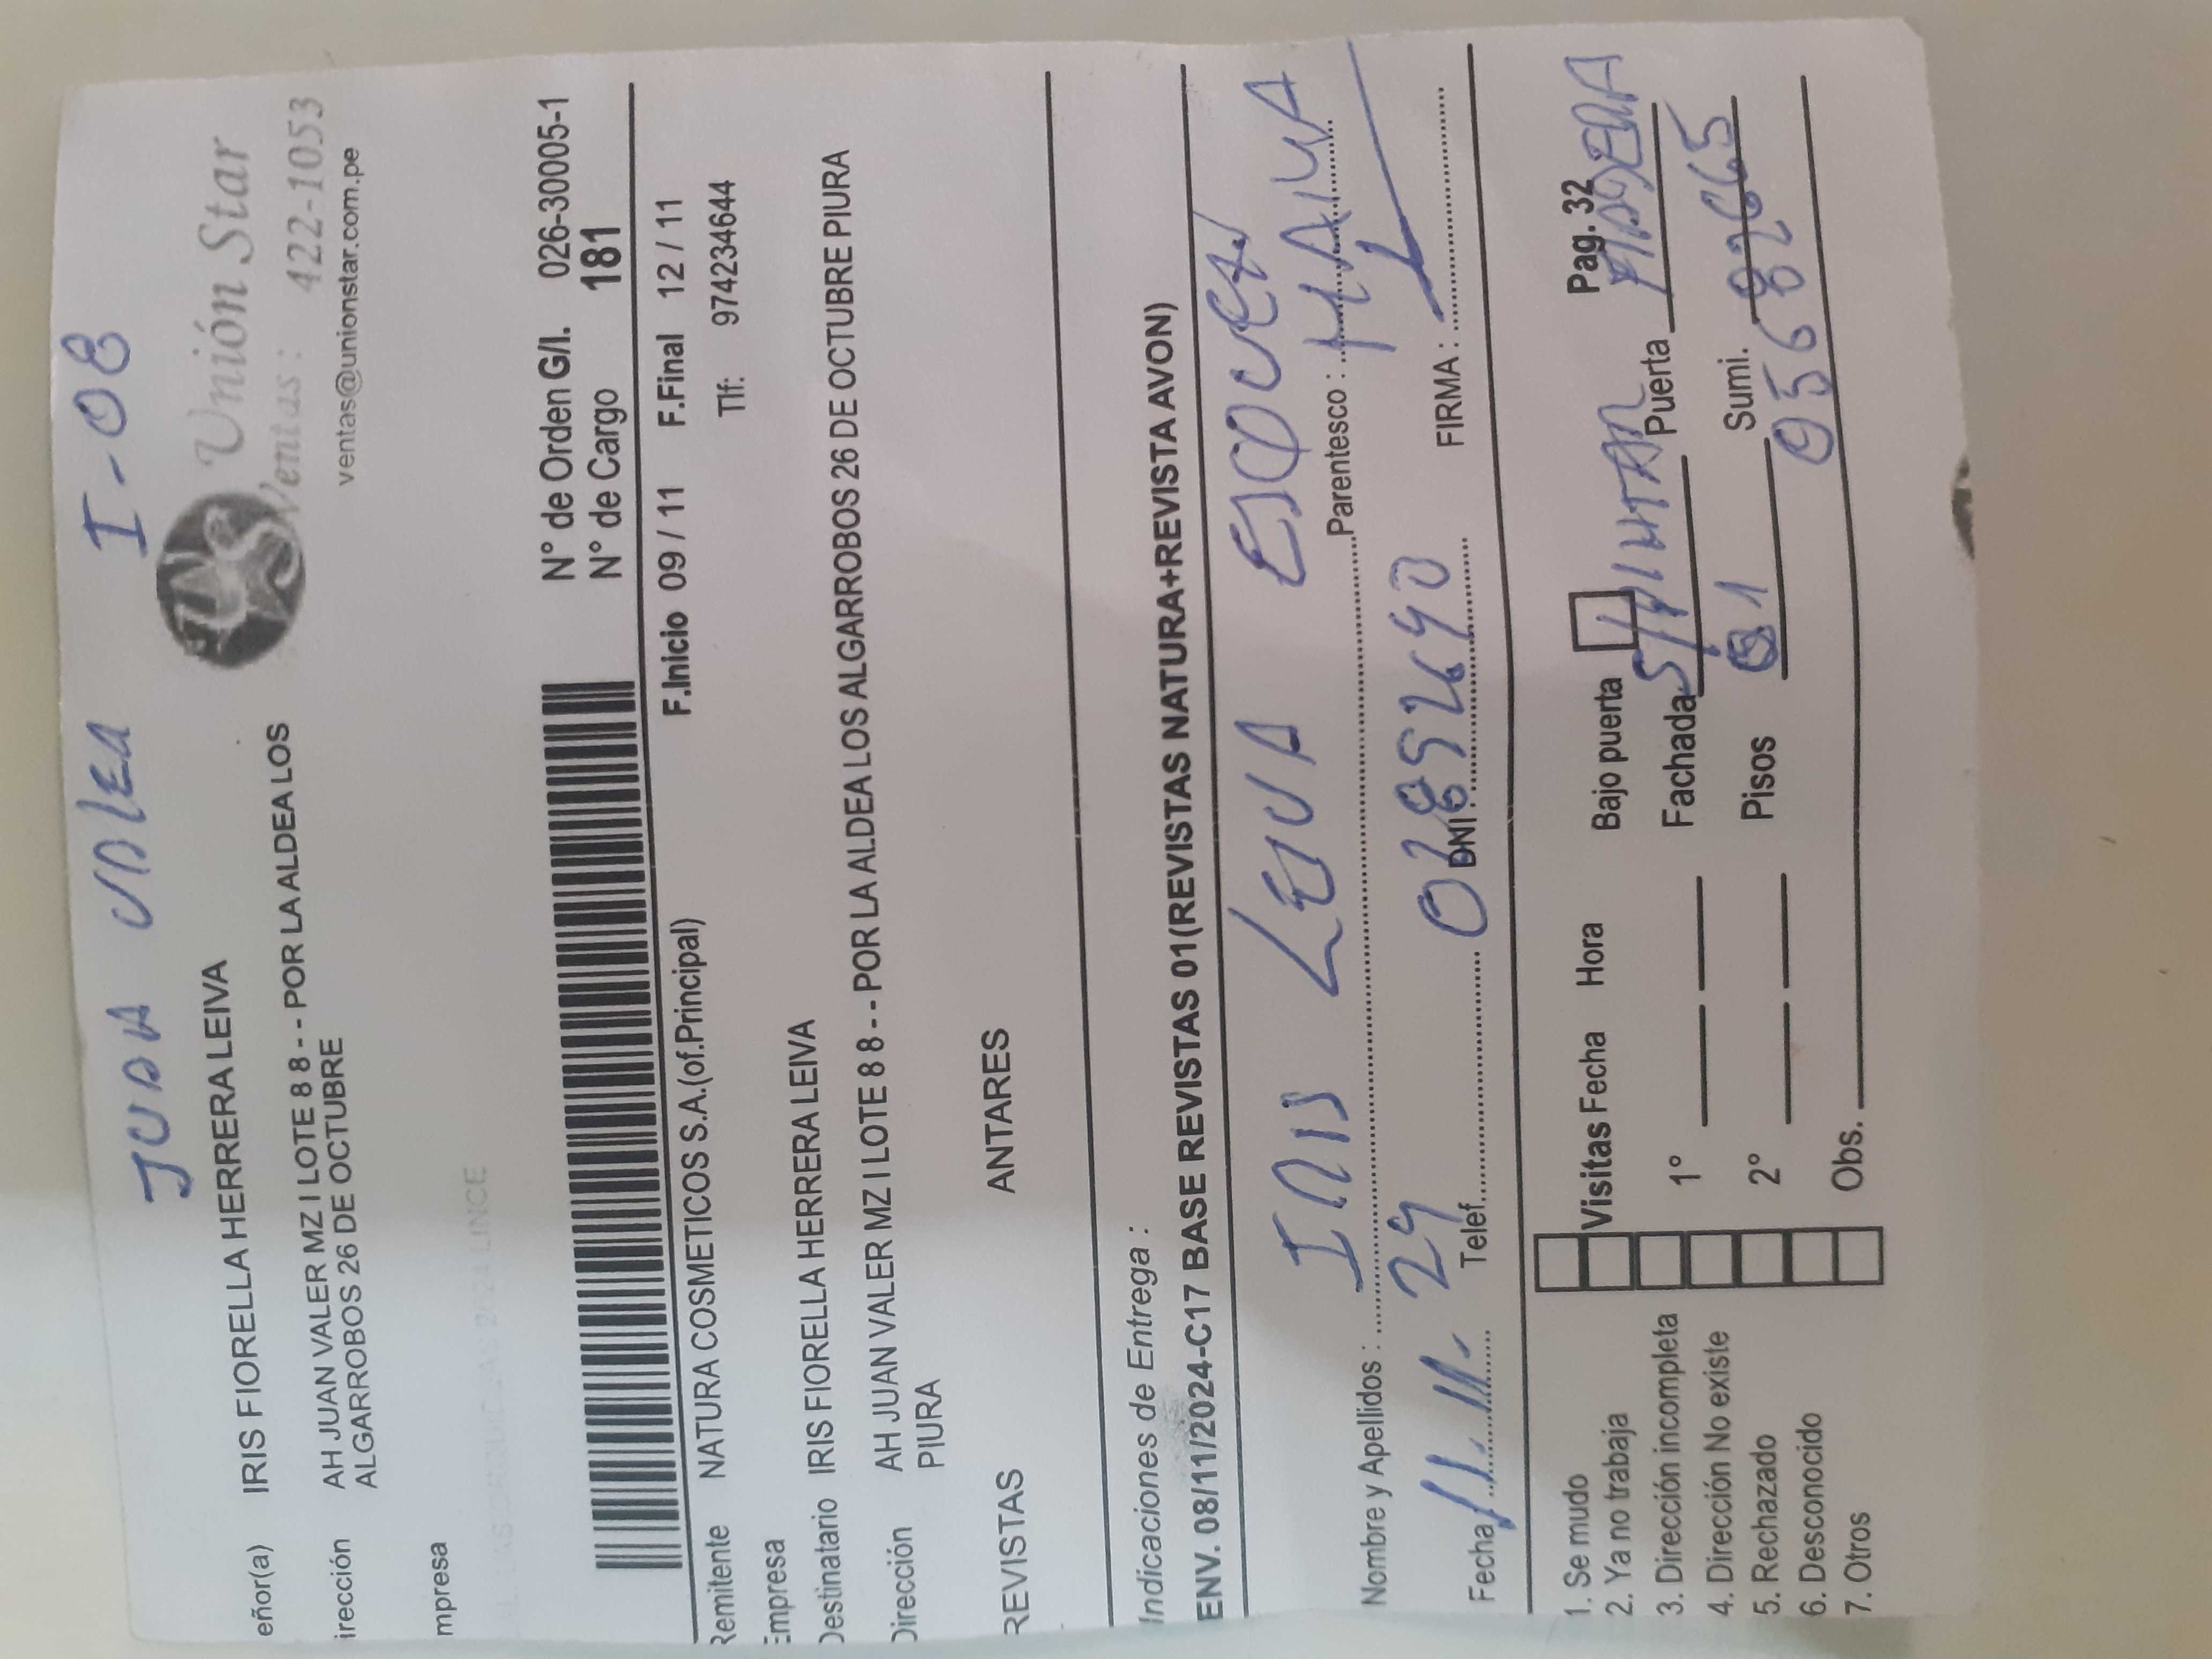 JUAN VALEA I-08
Unión Star
Ventas: 422-1053
ventas@unionstar.com.pe
eñor(a) IRIS FIORELLA HERRERA LEIVA
irección AH JUAN VALER MZ I LOTE 8 8 - - POR LA ALDEA LOS
ALGARROBOS 26 DE OCTUBRE
mpresa
N° de Orden G/I. 026-30005-1
N° de Cargo 181
F.Inicio 09 / 11 F.Final 12 / 11
Remitente NATURA COSMETICOS S.A.(of.Principal) Tlf: 974234644
Empresa
Destinatario IRIS FIORELLA HERRERA LEIVA
Dirección AH JUAN VALER MZ I LOTE 8 8 - - POR LA ALDEA LOS ALGARROBOS 26 DE OCTUBRE PIURA
PIURA
REVISTAS ANTARES
Indicaciones de Entrega :
ENV. 08/11/2024-C17 BASE REVISTAS 01(REVISTAS NATURA+REVISTA AVON)
Nombre y Apellidos : Parentesco :
Fecha 11.11. 24 Telef. DNI : FIRMA :
1. Se mudo
2. Ya no trabaja
3. Dirección incompleta
4. Dirección No existe
5. Rechazado
6. Desconocido
7. Otros
Visitas Fecha Hora Bajo puerta Pag. 32
1° Fachada S/PINTAR Puerta MADERA
2° Pisos 01 Sumi.
Obs.